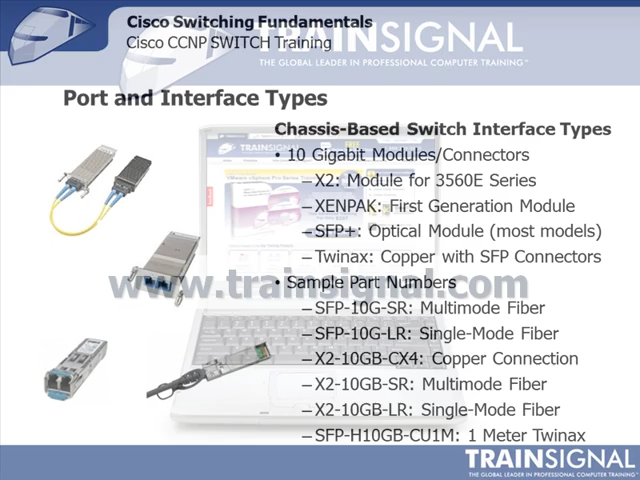 Cisco Switching Fundamentals
Cisco CCNP SWITCH Training
TRAINSIGNAL
THE GLOBAL LEADER IN PROFESSIONAL COMPUTER TRAINING
Port and Interface Types
Chassis-Based Switch Interface Types
• 10 Gigabit Modules/Connectors
– X2: Module for 3560E Series
– XENPAK: First Generation Module
– SFP+: Optical Module (most models)
– Twinax: Copper with SFP Connectors
www.trainsignal.com
• Sample Part Numbers
– SFP-10G-SR: Multimode Fiber
– SFP-10G-LR: Single-Mode Fiber
– X2-10GB-CX4: Copper Connection
– X2-10GB-SR: Multimode Fiber
– X2-10GB-LR: Single-Mode Fiber
– SFP-H10GB-CU1M: 1 Meter Twinax
TRAINSIGNAL
THE GLOBAL LEADER IN PROFESSIONAL COMPUTER TRAINING